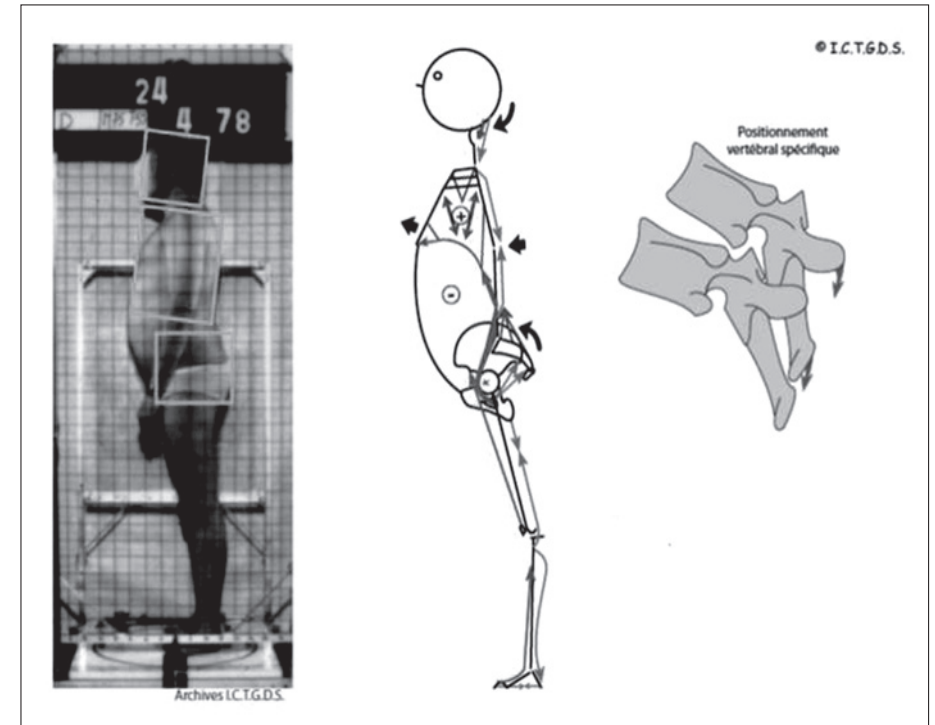 © I.C.T.G.D.S.
24
D
4 78
Positionnement
vertébral spécifique
+
-
Archives I.C.T.G.D.S.